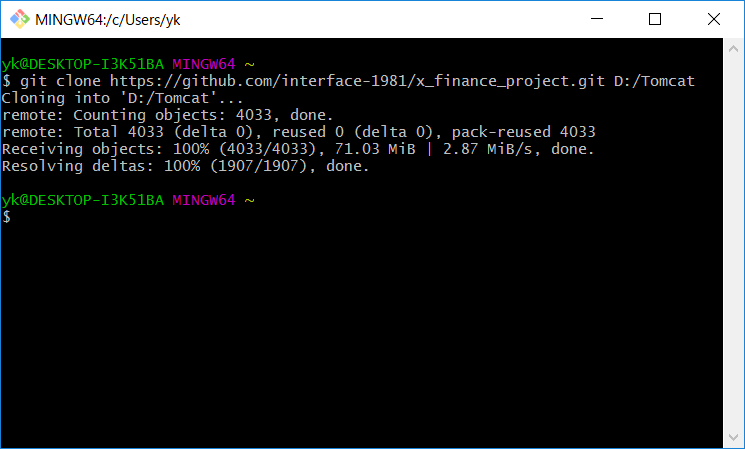 MINGW64:/c/Users/yk
yk@DESKTOP-I3K51BA MINGW64 ~
$ git clone https://github.com/interface-1981/x_finance_project.git D:/Tomcat
Cloning into 'D:/Tomcat'...
remote: Counting objects: 4033, done.
remote: Total 4033 (delta 0), reused 0 (delta 0), pack-reused 4033
Receiving objects: 100% (4033/4033), 71.03 MiB | 2.87 MiB/s, done.
Resolving deltas: 100% (1907/1907), done.
yk@DESKTOP-I3K51BA MINGW64 ~
$